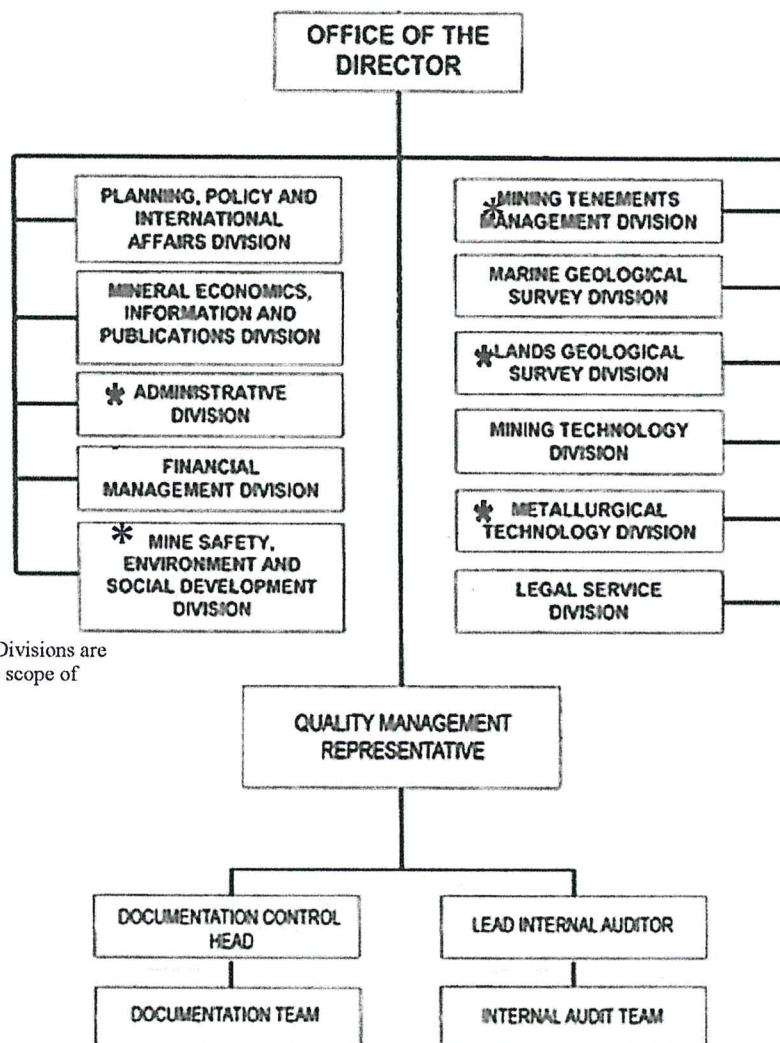 OFFICE OF THE
DIRECTOR
PLANNING, POLICY AND
INTERNATIONAL
AFFAIRS DIVISION
MINERAL ECONOMICS,
INFORMATION AND
PUBLICATIONS DIVISION
* ADMINISTRATIVE
DIVISION
FINANCIAL
MANAGEMENT DIVISION
* MINE SAFETY,
ENVIRONMENT AND
SOCIAL DEVELOPMENT
DIVISION
*MINING TENEMENTS
MANAGEMENT DIVISION
MARINE GEOLOGICAL
SURVEY DIVISION
*LANDS GEOLOGICAL
SURVEY DIVISION
MINING TECHNOLOGY
DIVISION
* METALLURGICAL
TECHNOLOGY DIVISION
LEGAL SERVICE
DIVISION
Divisions are
scope of
QUALITY MANAGEMENT
REPRESENTATIVE
DOCUMENTATION CONTROL
HEAD
LEAD INTERNAL AUDITOR
DOCUMENTATION TEAM
INTERNAL AUDIT TEAM